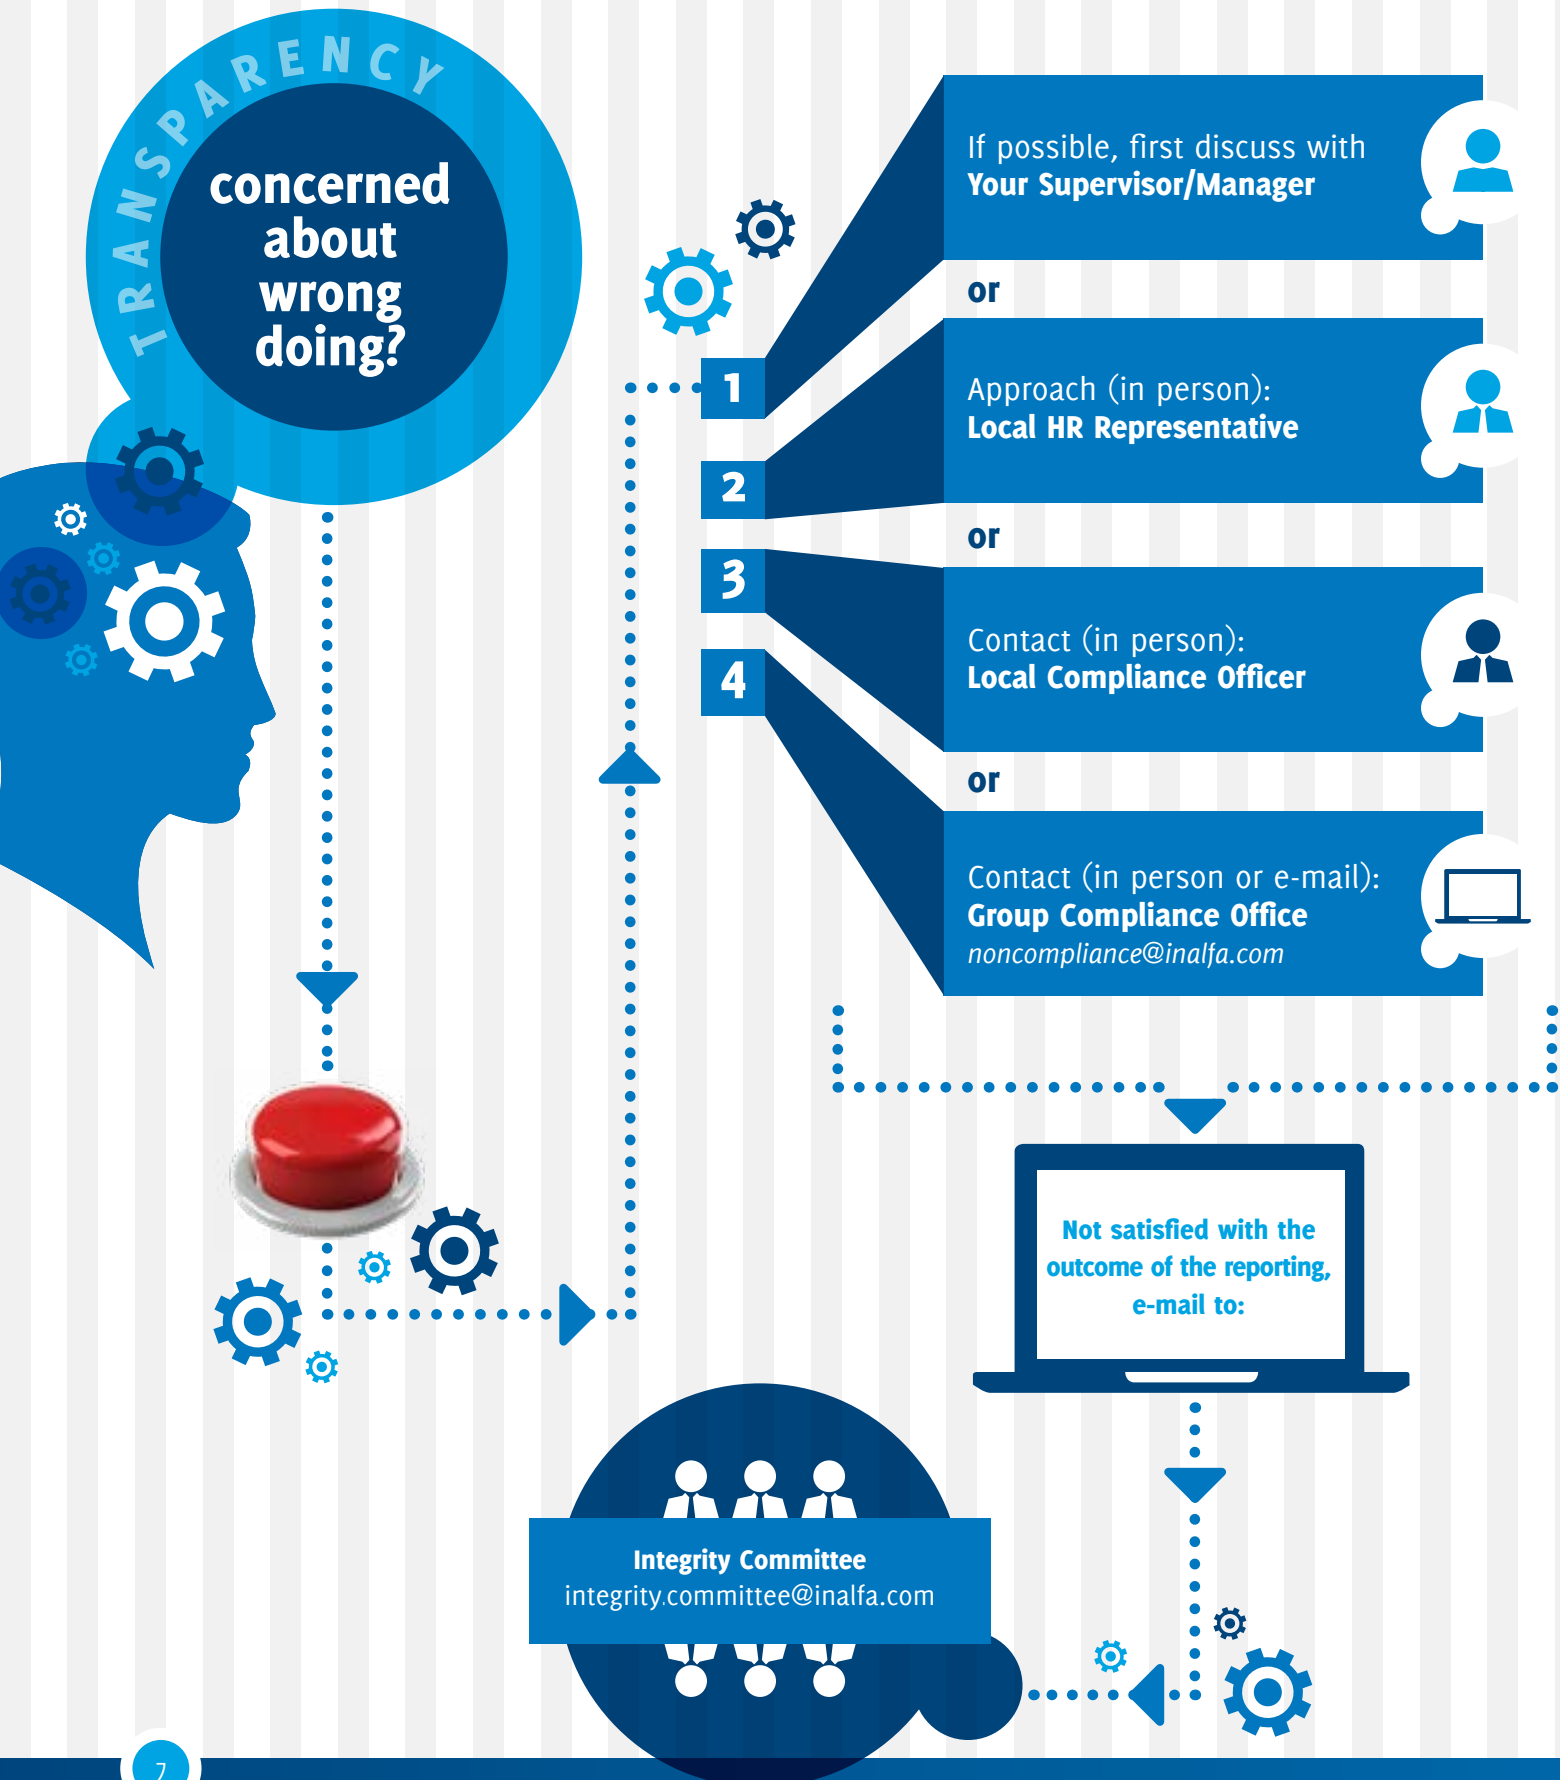 TRANSPARENCY
concerned
about
wrong
doing?
1
If possible, first discuss with
Your Supervisor/Manager
or
2
Approach (in person):
Local HR Representative
or
3
Contact (in person):
Local Compliance Officer
or
4
Contact (in person or e-mail):
Group Compliance Office
noncompliance@inalfa.com
Not satisfied with the
outcome of the reporting,
e-mail to:
Integrity Committee
integrity.committee@inalfa.com
7